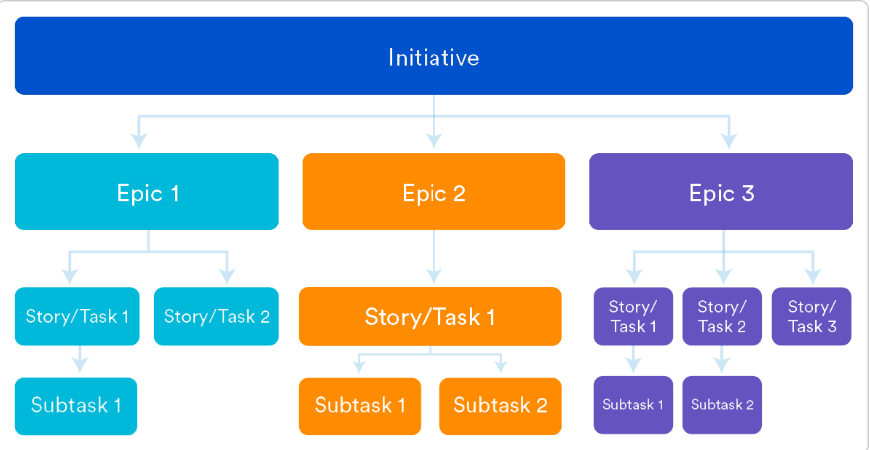 Initiative
Epic 1
Epic 2
Epic 3
Story/Task 1
Story/Task 2
Story/Task 1
Story/
Task 1
Story/
Task 2
Story/
Task 3
Subtask 1
Subtask 1
Subtask 2
Subtask 1
Subtask 2